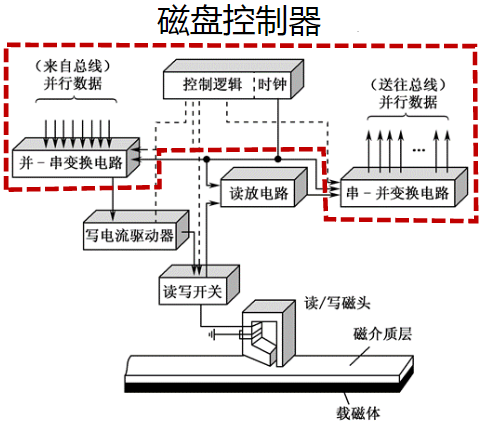 磁盘控制器
（来自总线）
并行数据
控制逻辑
时钟
（送往总线）
并行数据
...
并－串变换电路
读放电路
串－并变换电路
写电流驱动器
读写开关
读/写磁头
磁介质层
载磁体